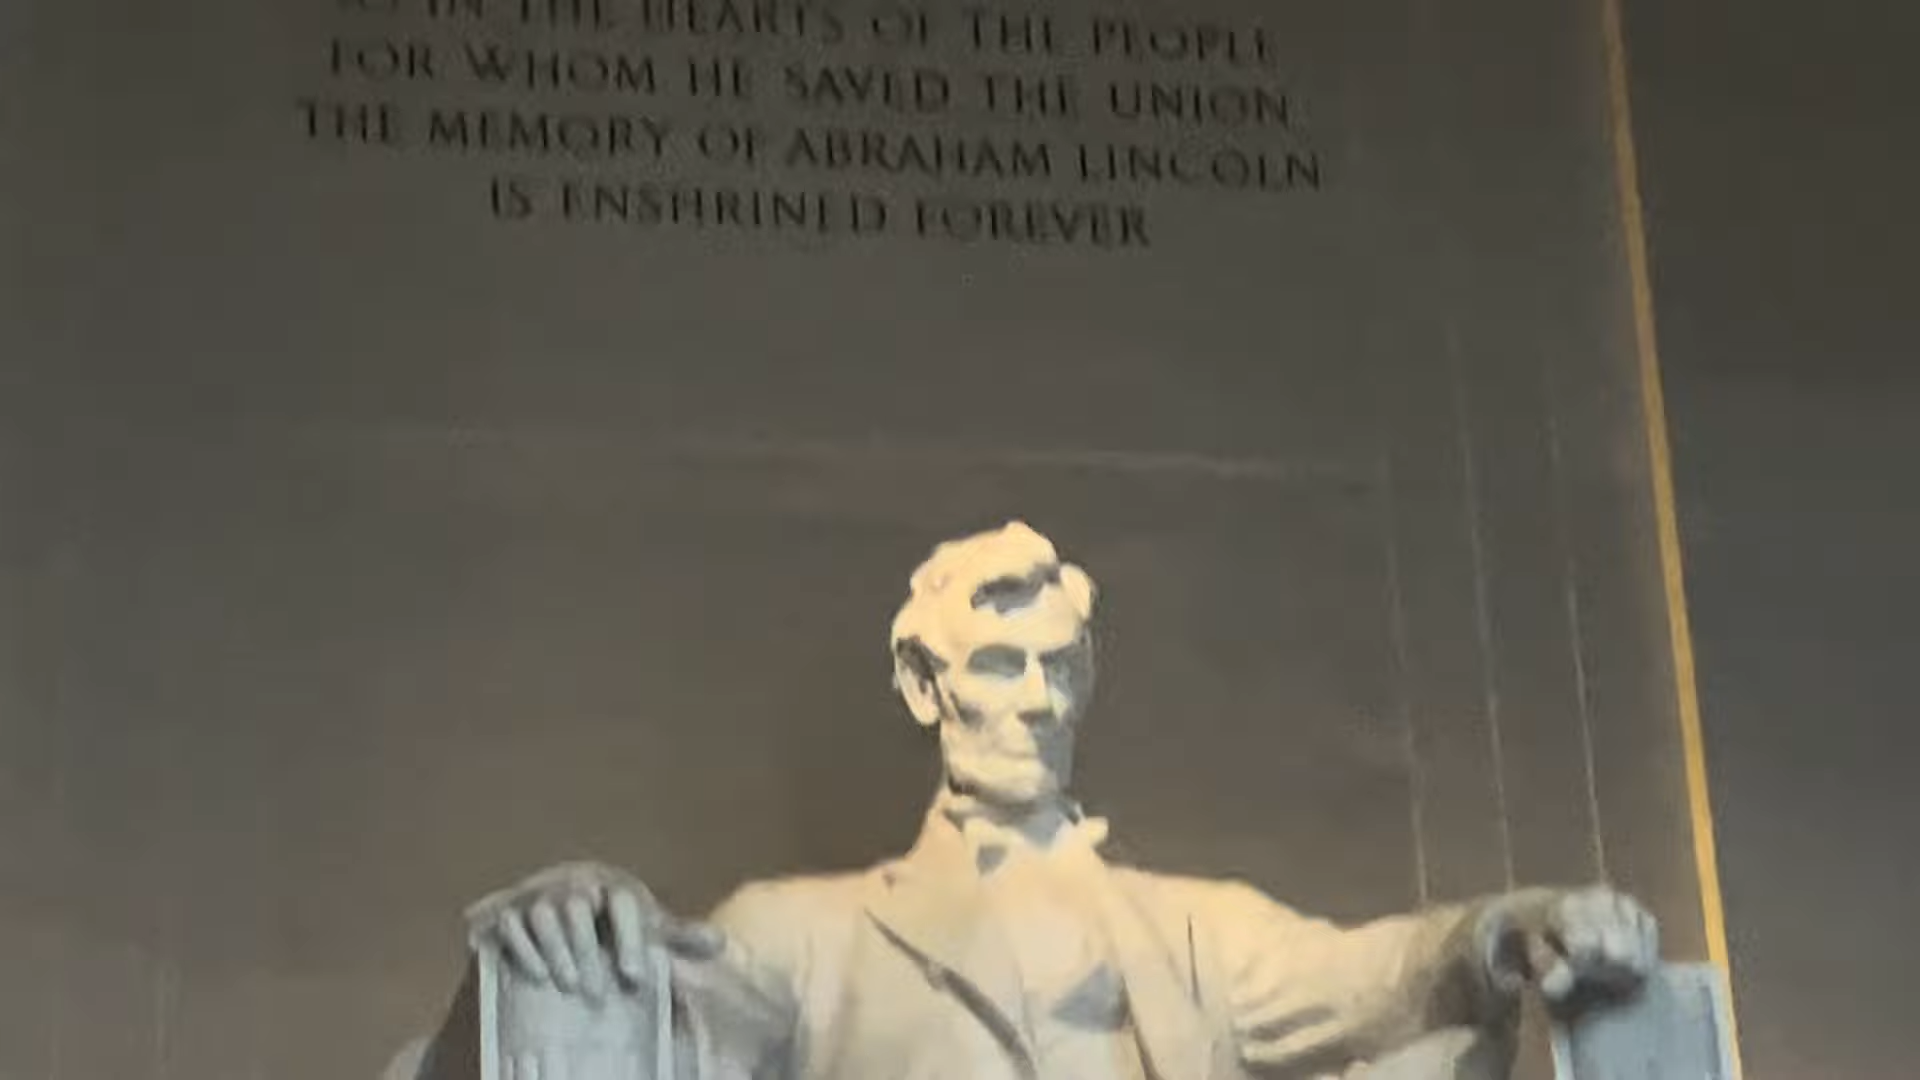 IN THE HEARTS OF THE PEOPLE
FOR WHOM HE SAVED THE UNION
THE MEMORY OF ABRAHAM LINCOLN
IS ENSHRINED FOREVER